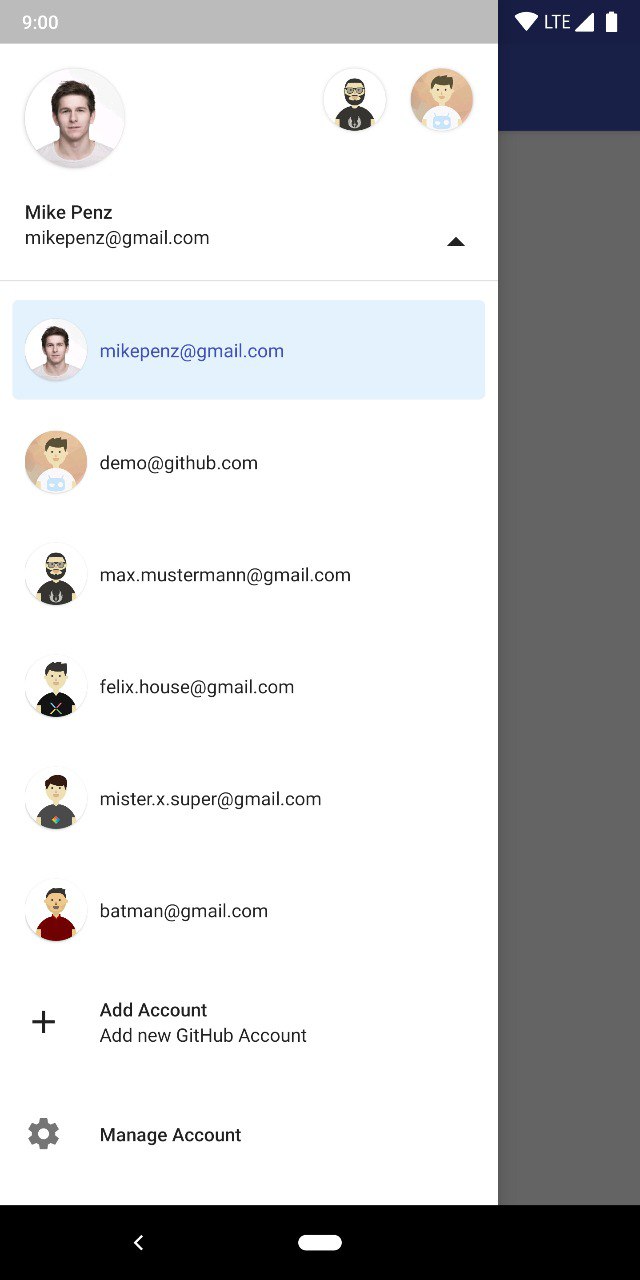 9:00
LTE
Mike Penz
mikepenz@gmail.com
mikepenz@gmail.com
demo@github.com
max.mustermann@gmail.com
felix.house@gmail.com
mister.x.super@gmail.com
batman@gmail.com
Add Account
Add new GitHub Account
Manage Account